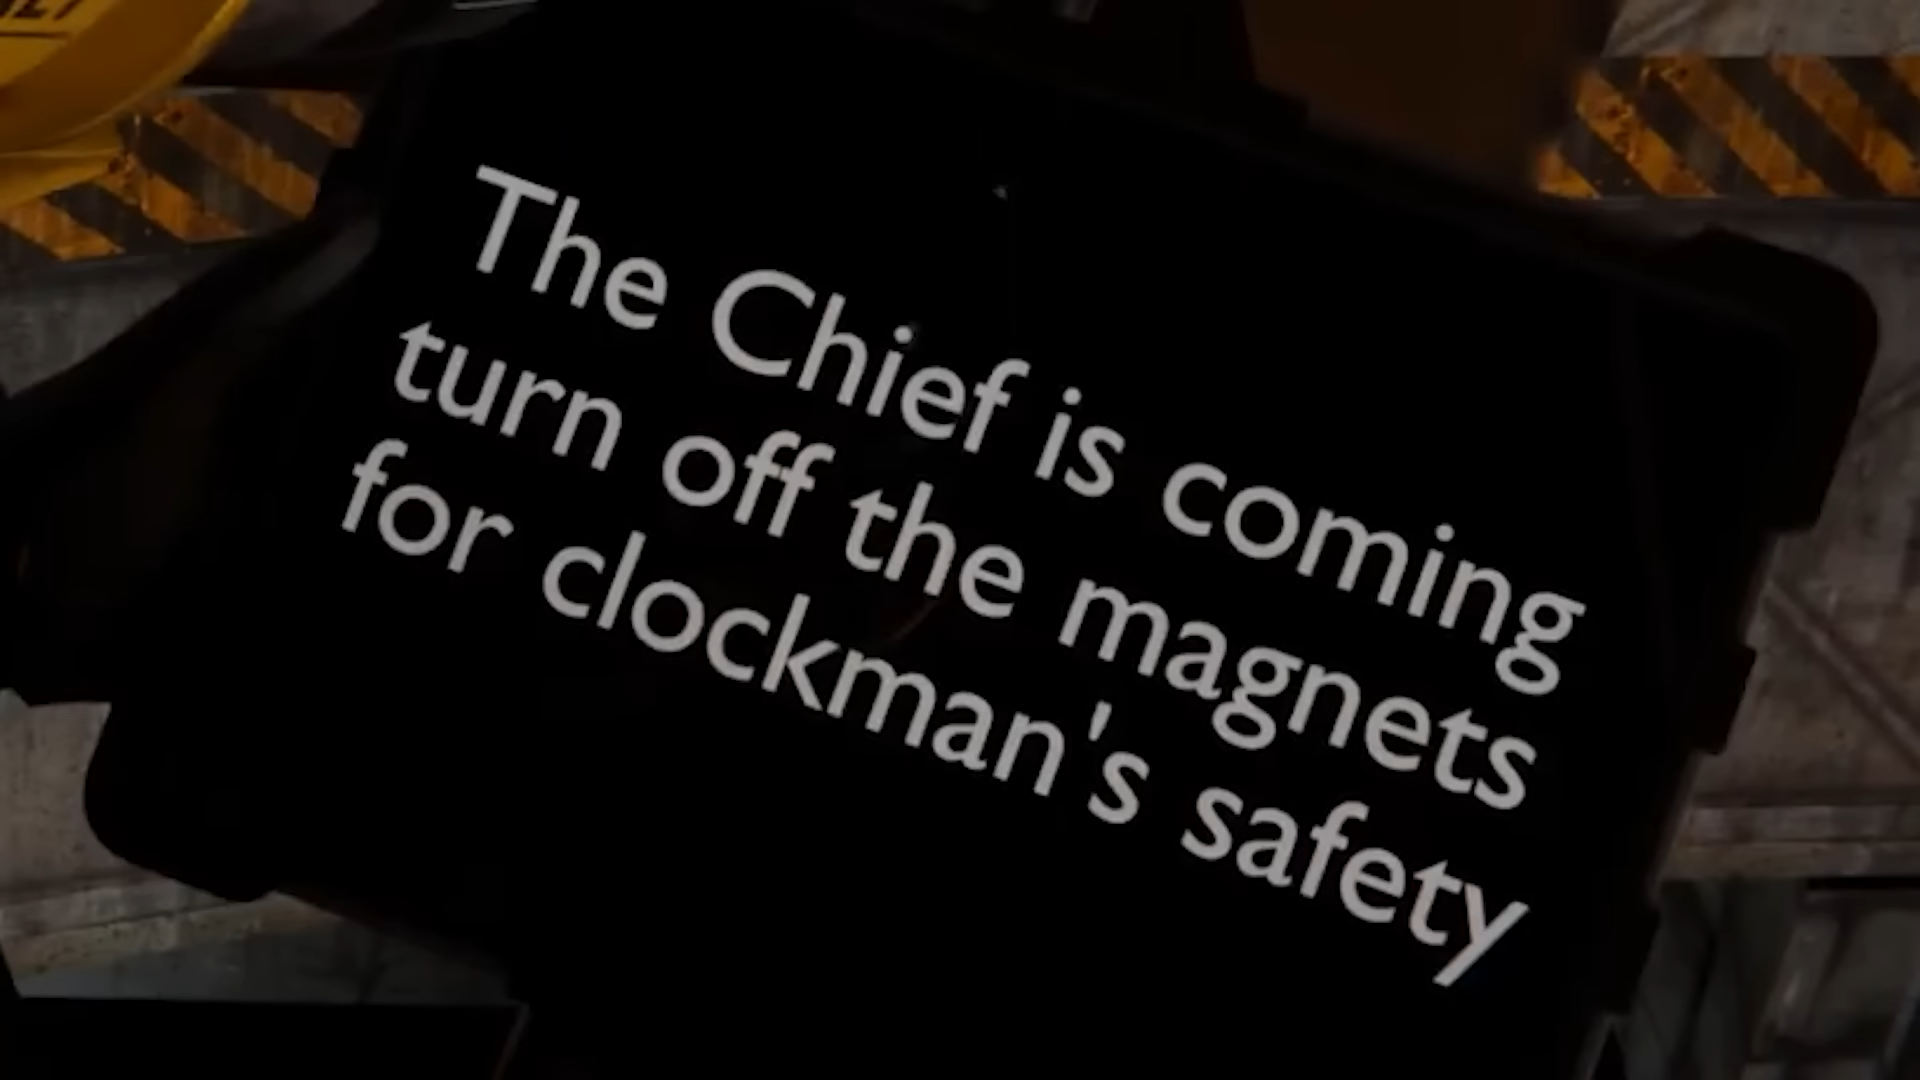 The Chief is coming
turn off the magnets
for clockman's safety